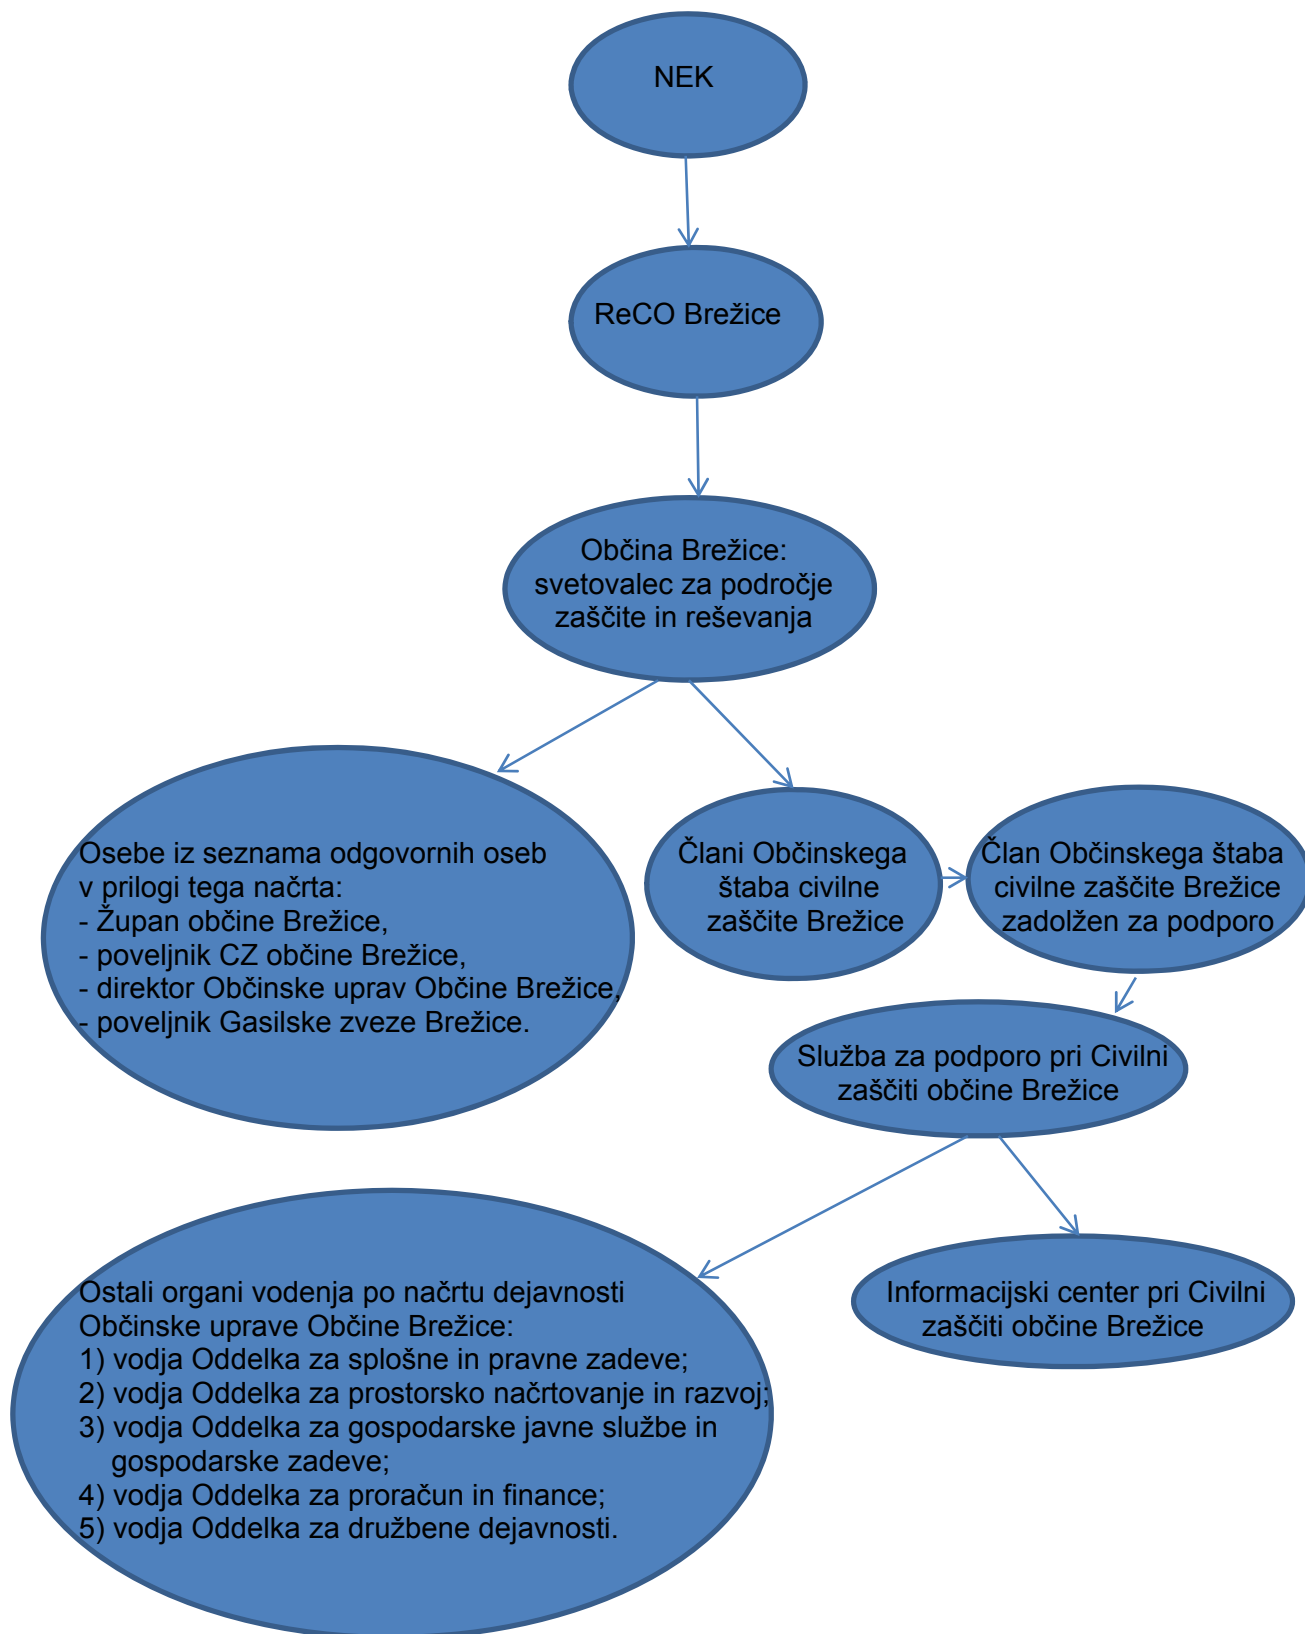 NEK
ReCO Brežice
Občina Brežice:
svetovalec za področje
zaščite in reševanja
Osebe iz seznama odgovornih oseb
v prilogi tega načrta:
- Župan občine Brežice,
- poveljnik CZ občine Brežice,
- direktor Občinske uprav Občine Brežice,
- poveljnik Gasilske zveze Brežice.
Člani Občinskega
štaba civilne
zaščite Brežice
Član Občinskega štaba
civilne zaščite Brežice
zadolžen za podporo
Služba za podporo pri Civilni
zaščiti občine Brežice
Ostali organi vodenja po načrtu dejavnosti
Občinske uprave Občine Brežice:
1) vodja Oddelka za splošne in pravne zadeve;
2) vodja Oddelka za prostorsko načrtovanje in razvoj;
3) vodja Oddelka za gospodarske javne službe in
gospodarske zadeve;
4) vodja Oddelka za proračun in finance;
5) vodja Oddelka za družbene dejavnosti.
Informacijski center pri Civilni
zaščiti občine Brežice